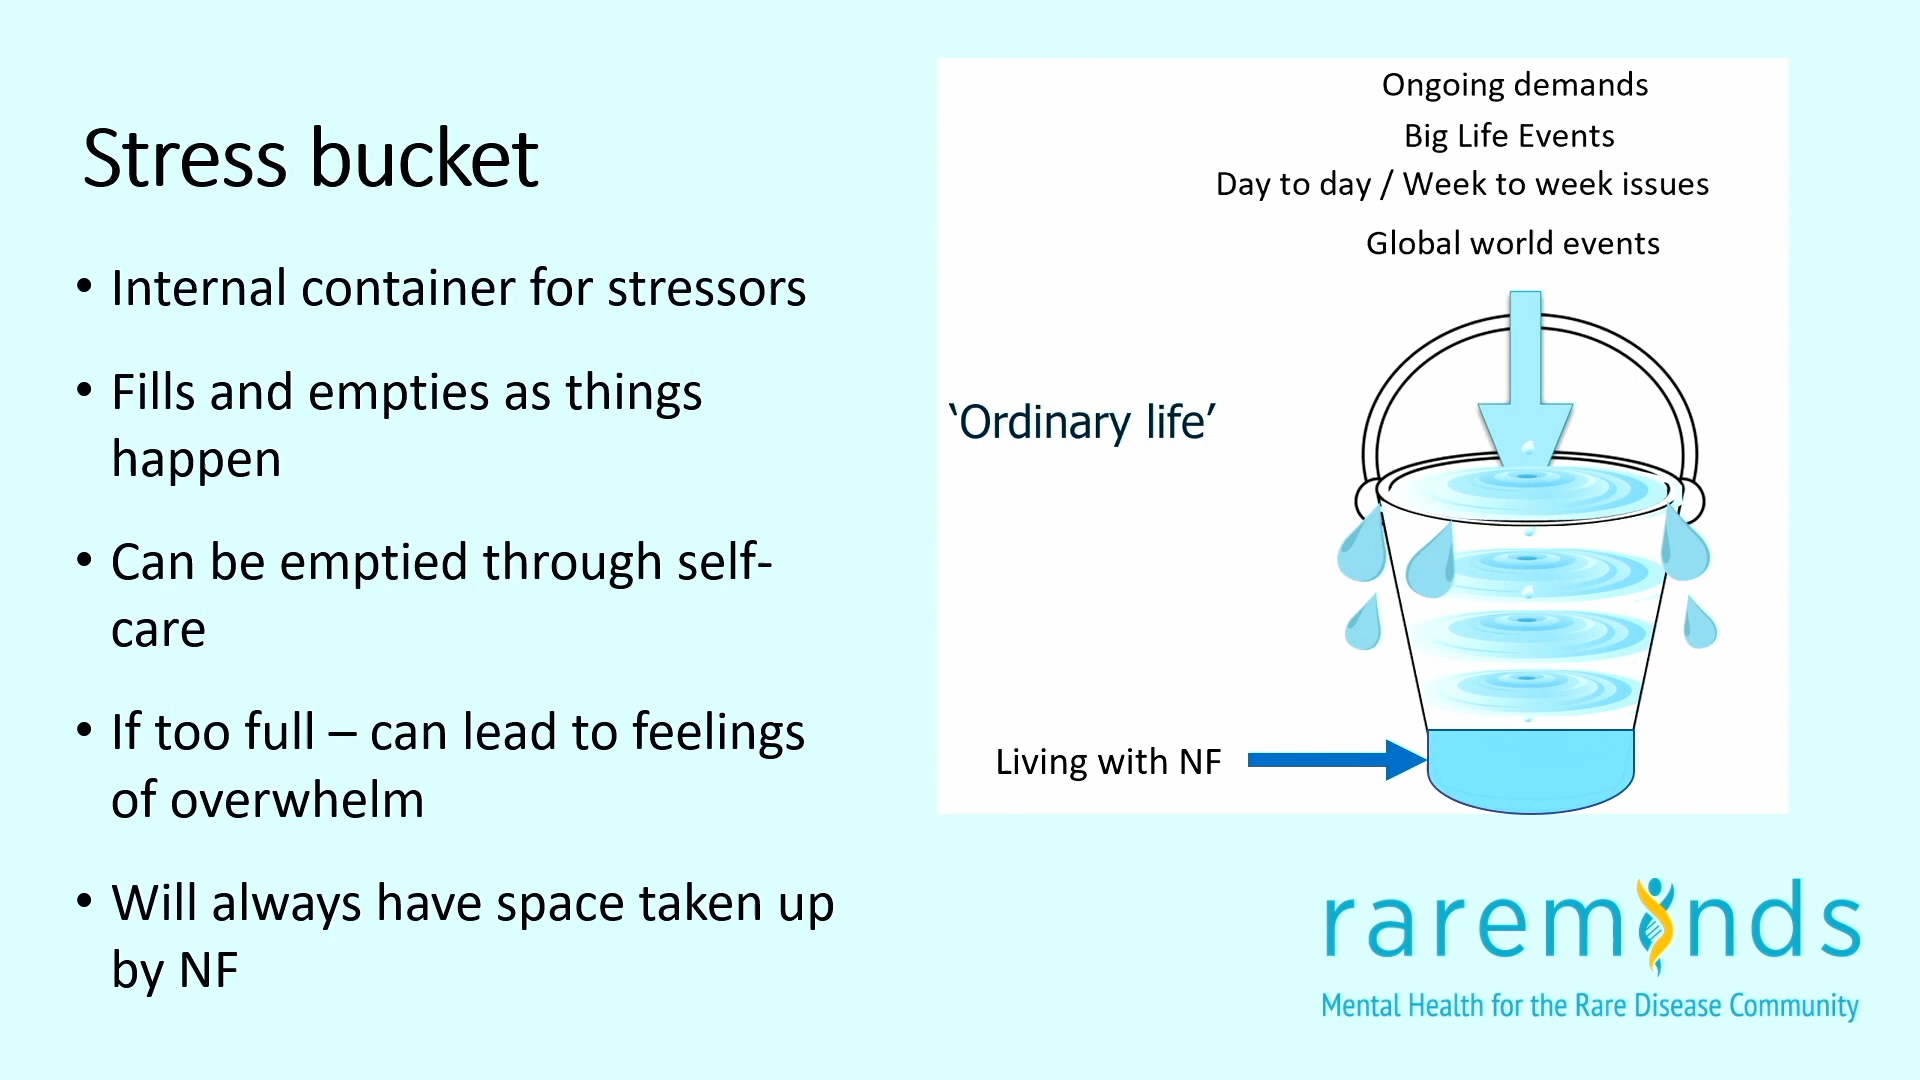 Stress bucket
• Internal container for stressors
• Fills and empties as things
happen
• Can be emptied through self-
care
• If too full – can lead to feelings
of overwhelm
• Will always have space taken up
by NF
Ongoing demands
Big Life Events
Day to day / Week to week issues
Global world events
‘Ordinary life’
Living with NF
rareminds
Mental Health for the Rare Disease Community